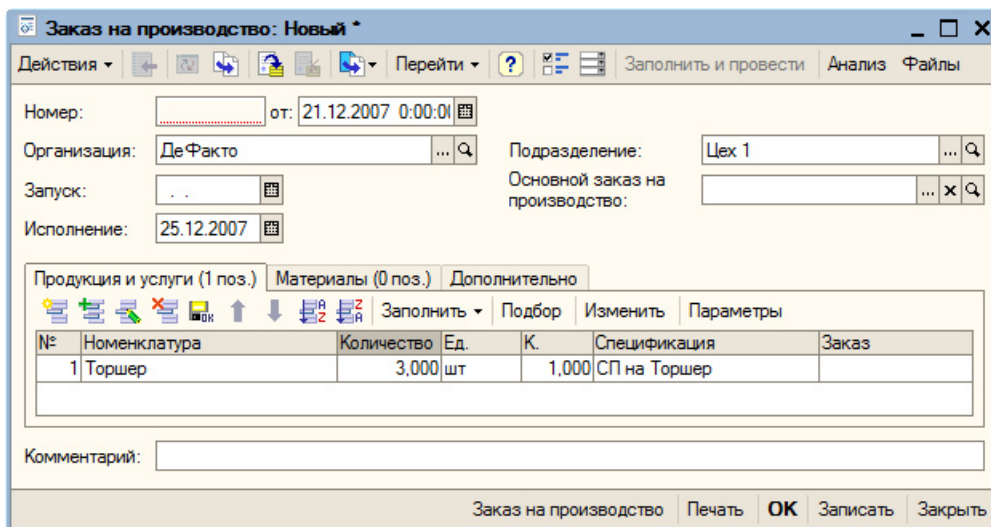 Заказ на производство: Новый *
Действия Перейти ? Заполнить и провести Анализ Файлы
Номер: от: 21.12.2007 0:00:0
Организация: ДеФакто ... Подразделение: Цех 1 ...
Запуск: . . Основной заказ на производство: ... x
Исполнение: 25.12.2007
Продукция и услуги (1 поз.) Материалы (0 поз.) Дополнительно
Заполнить Подбор Изменить Параметры
№ Номенклатура Количество Ед. К. Спецификация Заказ
1 Торшер 3,000 шт 1,000 СП на Торшер
Комментарий:
Заказ на производство Печать OK Записать Закрыть